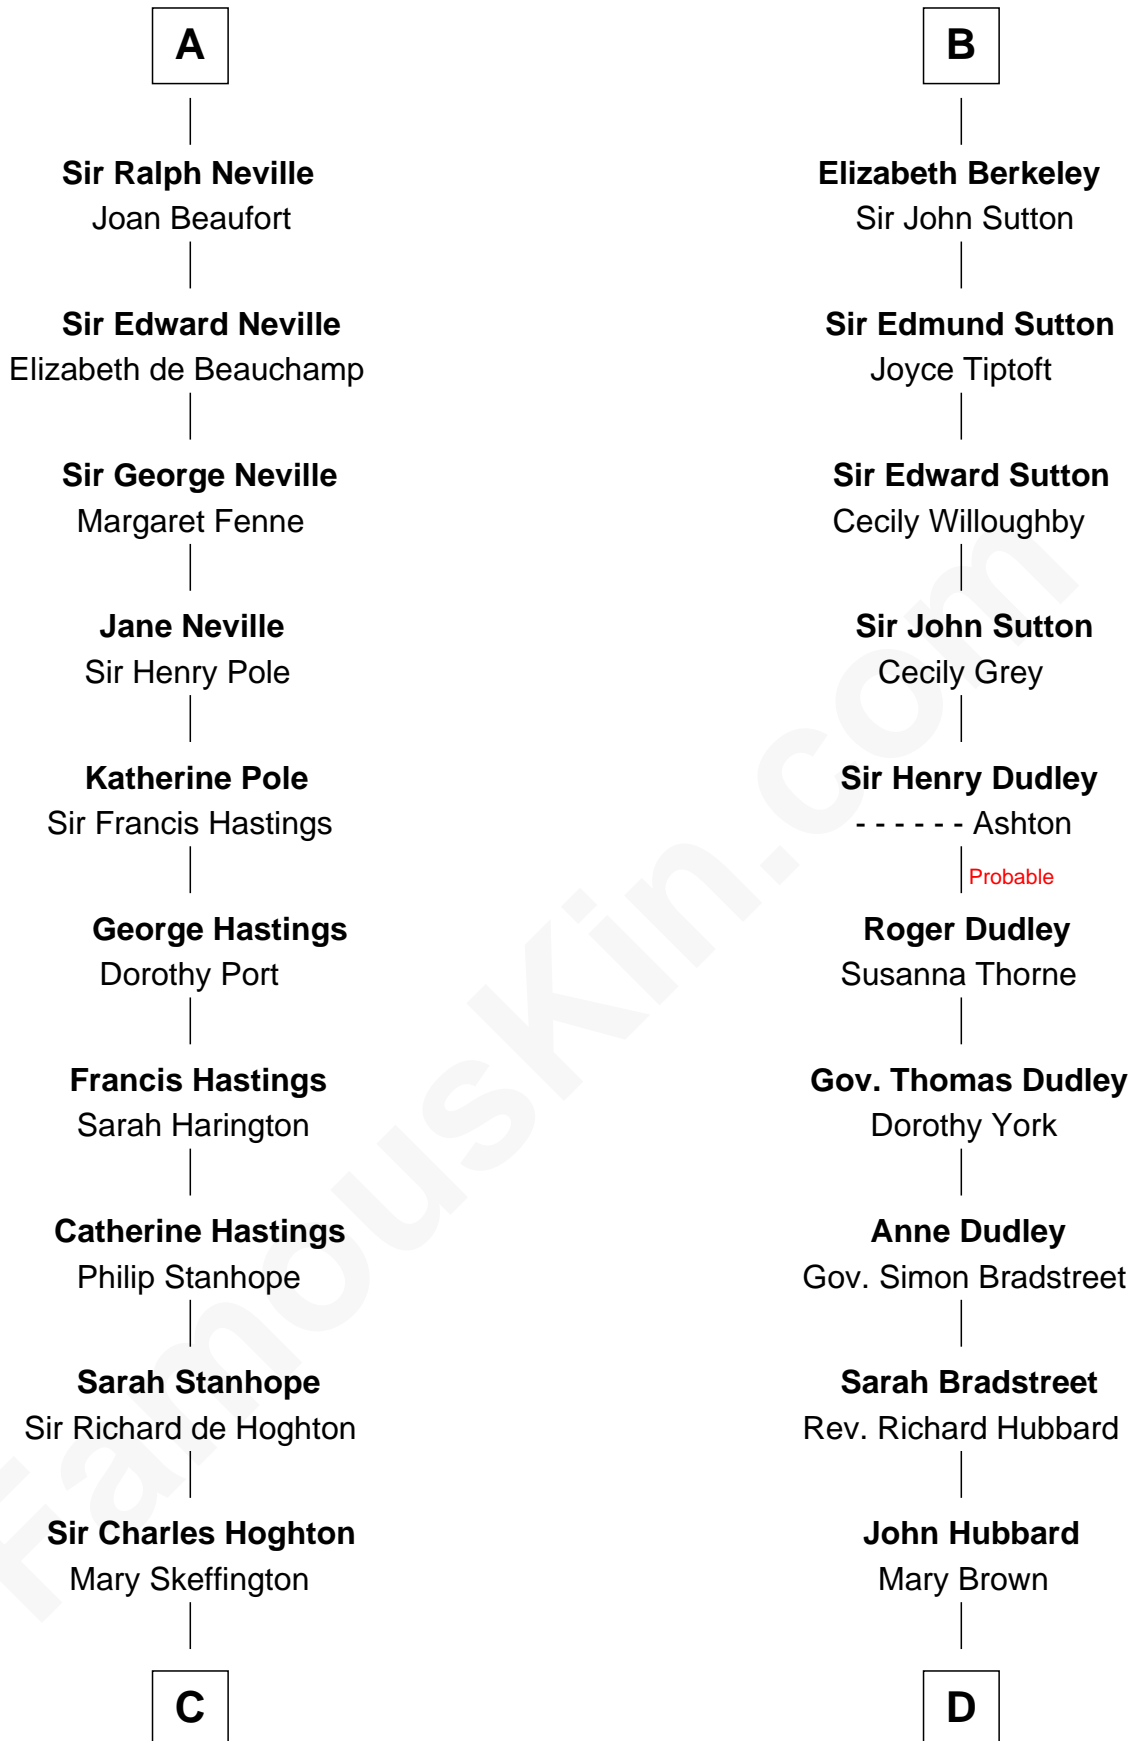 A
Sir Ralph Neville
Joan Beaufort
Sir Edward Neville
Elizabeth de Beauchamp
Sir George Neville
Margaret Fenne
Jane Neville
Sir Henry Pole
Katherine Pole
Sir Francis Hastings
George Hastings
Dorothy Port
Francis Hastings
Sarah Harington
Catherine Hastings
Philip Stanhope
Sarah Stanhope
Sir Richard de Hoghton
Sir Charles Hoghton
Mary Skeffington
C
B
Elizabeth Berkeley
Sir John Sutton
Sir Edmund Sutton
Joyce Tiptoft
Sir Edward Sutton
Cecily Willoughby
Sir John Sutton
Cecily Grey
Sir Henry Dudley
- - - - - - Ashton
Probable
Roger Dudley
Susanna Thorne
Gov. Thomas Dudley
Dorothy York
Anne Dudley
Gov. Simon Bradstreet
Sarah Bradstreet
Rev. Richard Hubbard
John Hubbard
Mary Brown
D
FamousKin.com